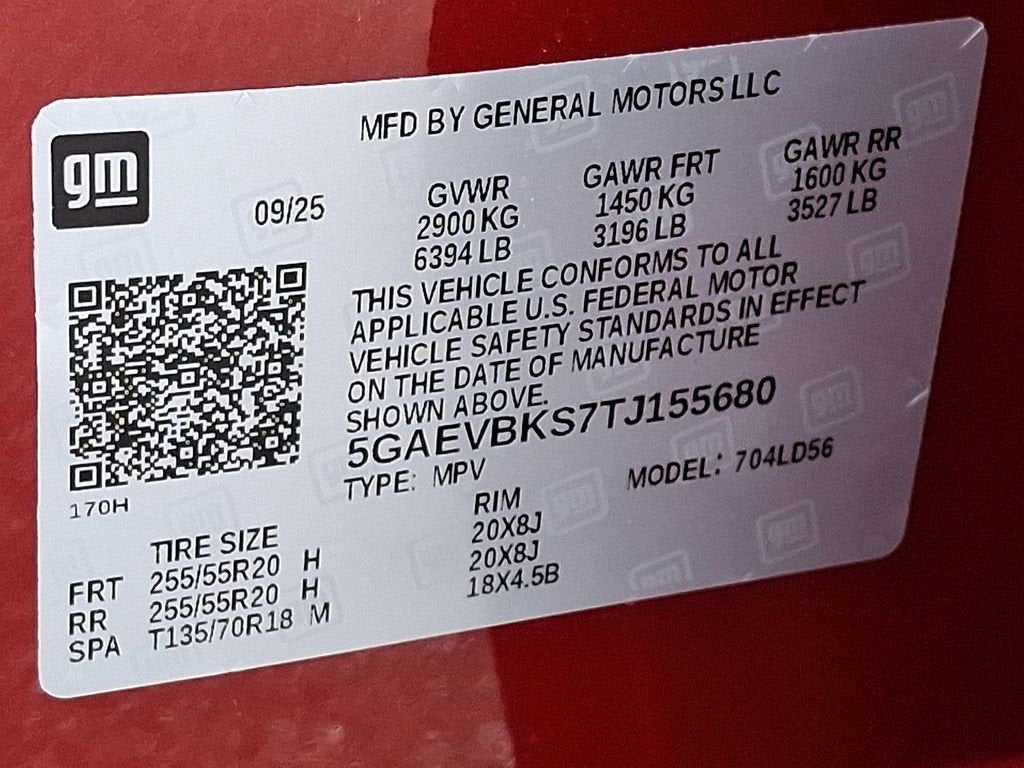 MFD BY GENERAL MOTORS LLC
gm
09/25 GVWR GAWR FRT GAWR RR
2900 KG 1450 KG 1600 KG
6394 LB 3196 LB 3527 LB
THIS VEHICLE CONFORMS TO ALL
APPLICABLE U.S. FEDERAL MOTOR
VEHICLE SAFETY STANDARDS IN EFFECT
ON THE DATE OF MANUFACTURE
SHOWN ABOVE.
5GAEVBKS7TJ155680
TYPE: MPV MODEL: 704LD56
170H
TIRE SIZE RIM
FRT 255/55R20 H 20X8J
RR 255/55R20 H 20X8J
SPA T135/70R18 M 18X4.5B